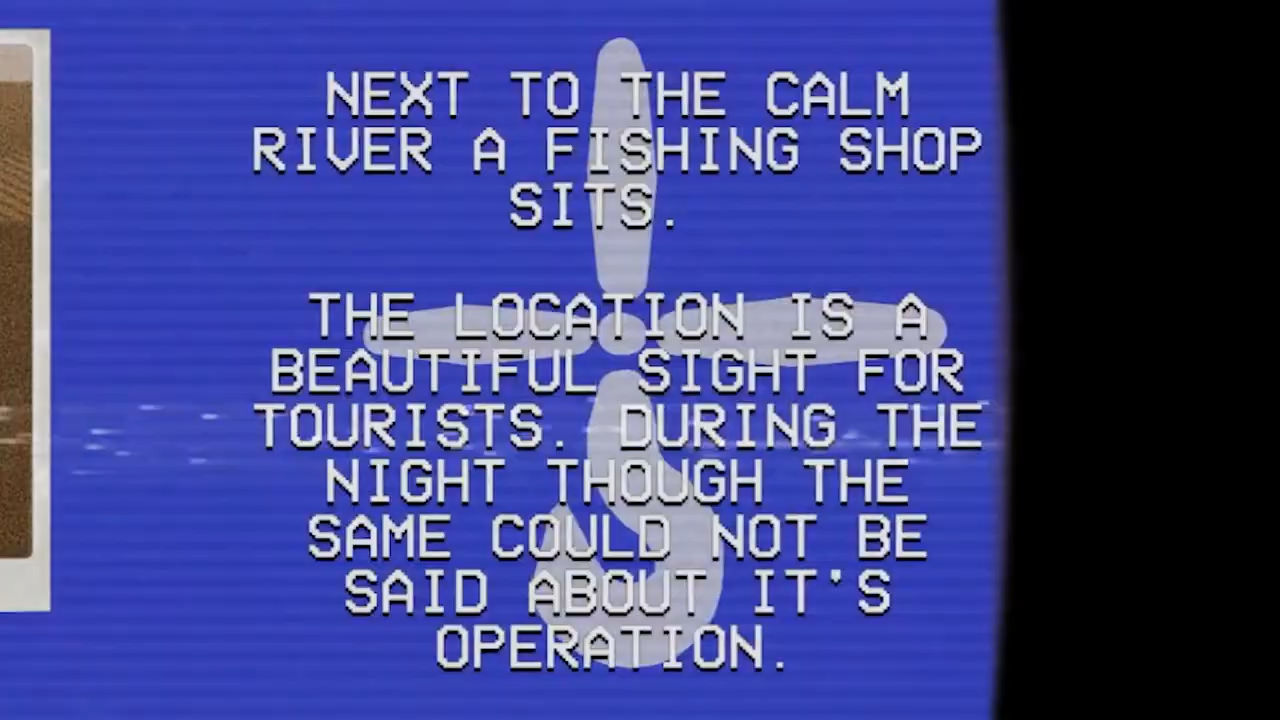 NEXT TO THE CALM
RIVER A FISHING SHOP
SITS.
THE LOCATION IS A
BEAUTIFUL SIGHT FOR
TOURISTS. DURING THE
NIGHT THOUGH THE
SAME COULD NOT BE
SAID ABOUT IT'S
OPERATION.